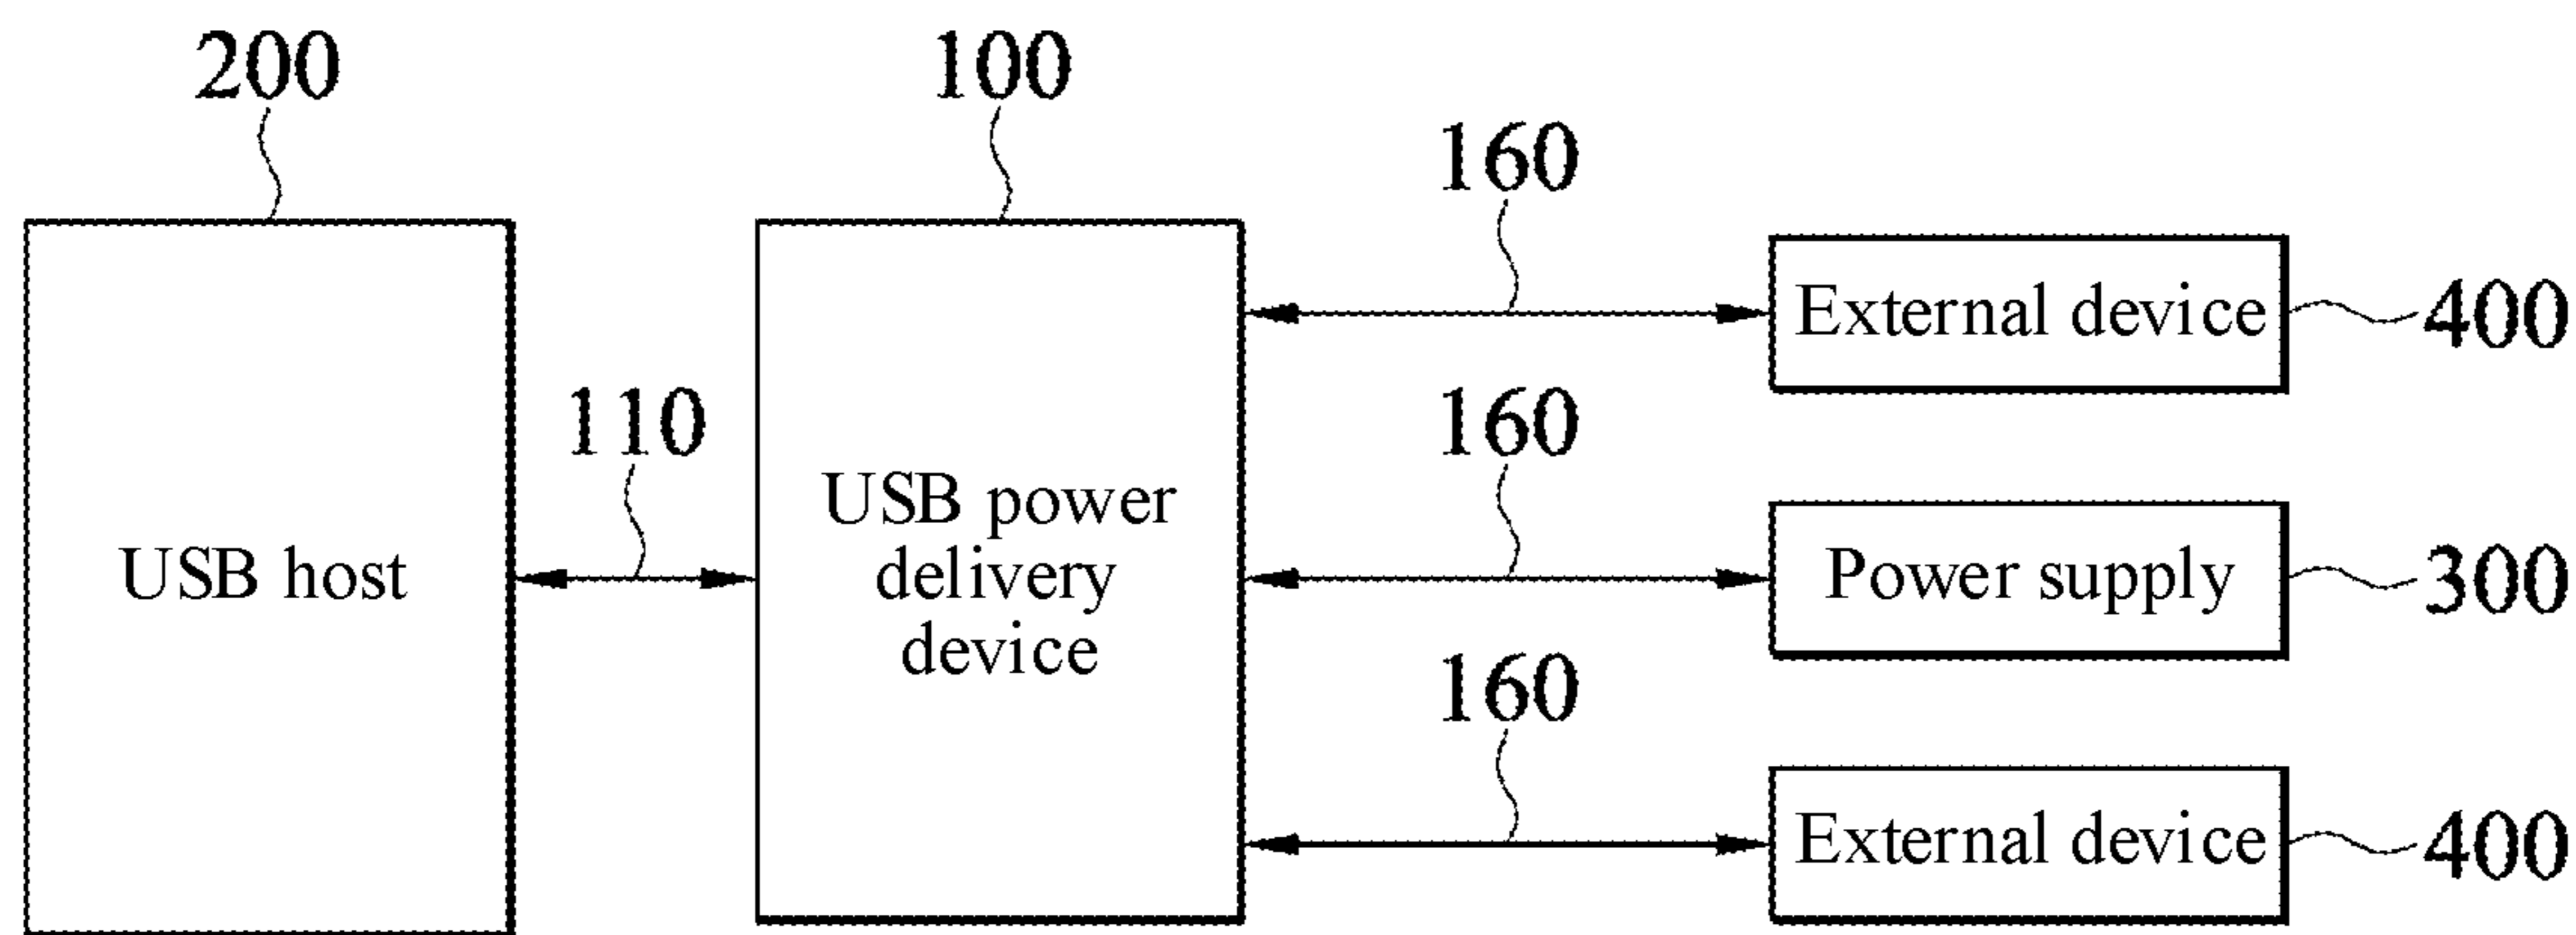 200
100
160
External device
400
110
160
USB host
USB power
delivery
device
Power supply
300
160
External device
400